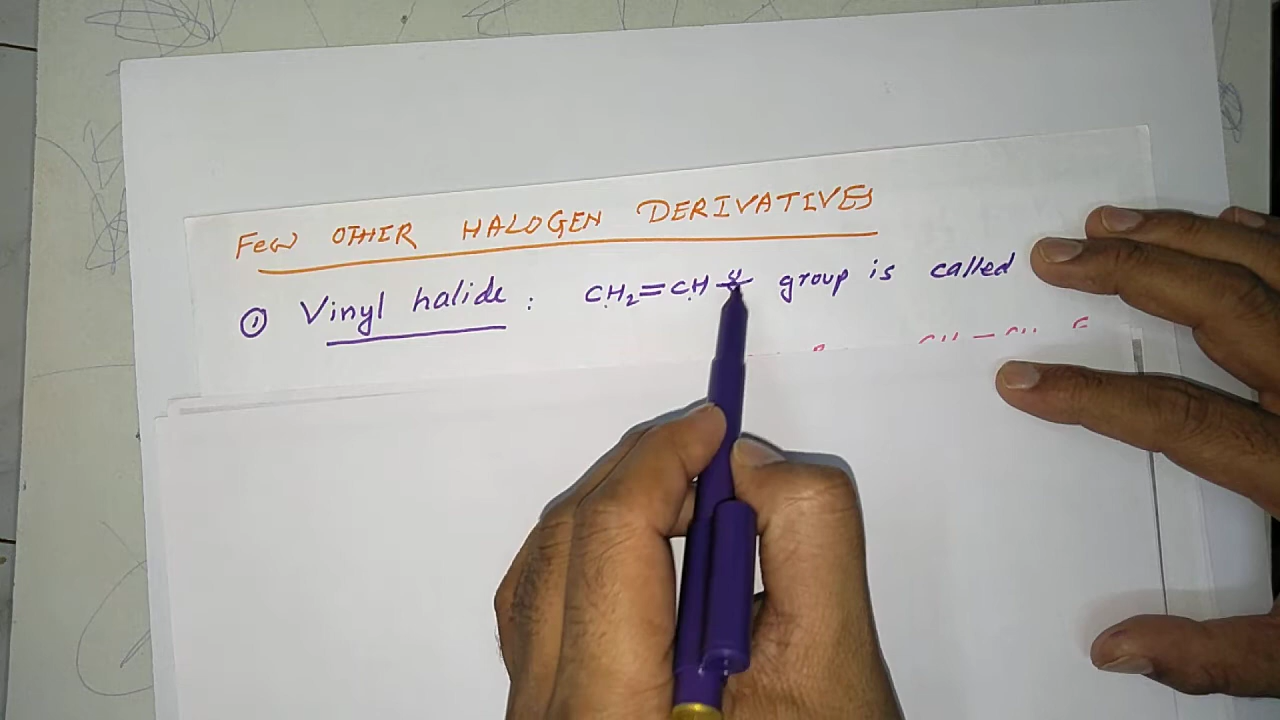 FEW OTHER HALOGEN DERIVATIVES
① Vinyl halide : CH₂=CH group is called